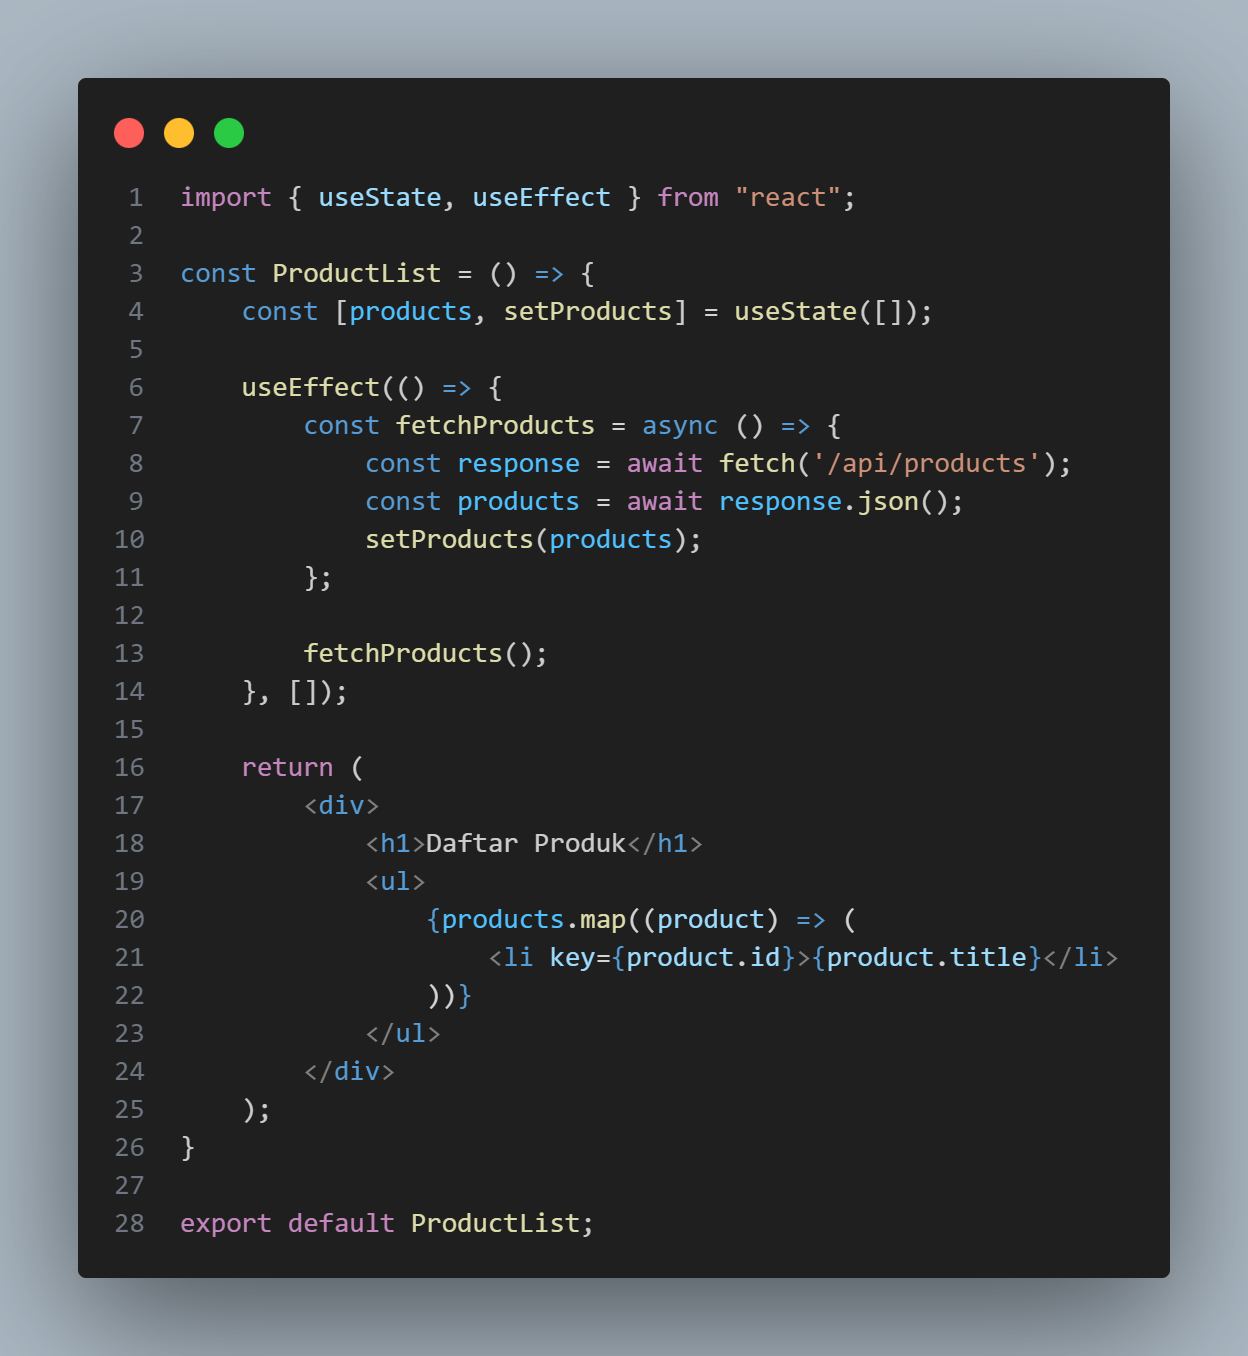 1 import { useState, useEffect } from "react";
2
3 const ProductList = () => {
4     const [products, setProducts] = useState([]);
5
6     useEffect(() => {
7         const fetchProducts = async () => {
8             const response = await fetch('/api/products');
9             const products = await response.json();
10             setProducts(products);
11         };
12
13         fetchProducts();
14     }, []);
15
16     return (
17         <div>
18             <h1>Daftar Produk</h1>
19             <ul>
20                 {products.map((product) => (
21                     <li key={product.id}>{product.title}</li>
22                 ))}
23             </ul>
24         </div>
25     );
26 }
27
28 export default ProductList;